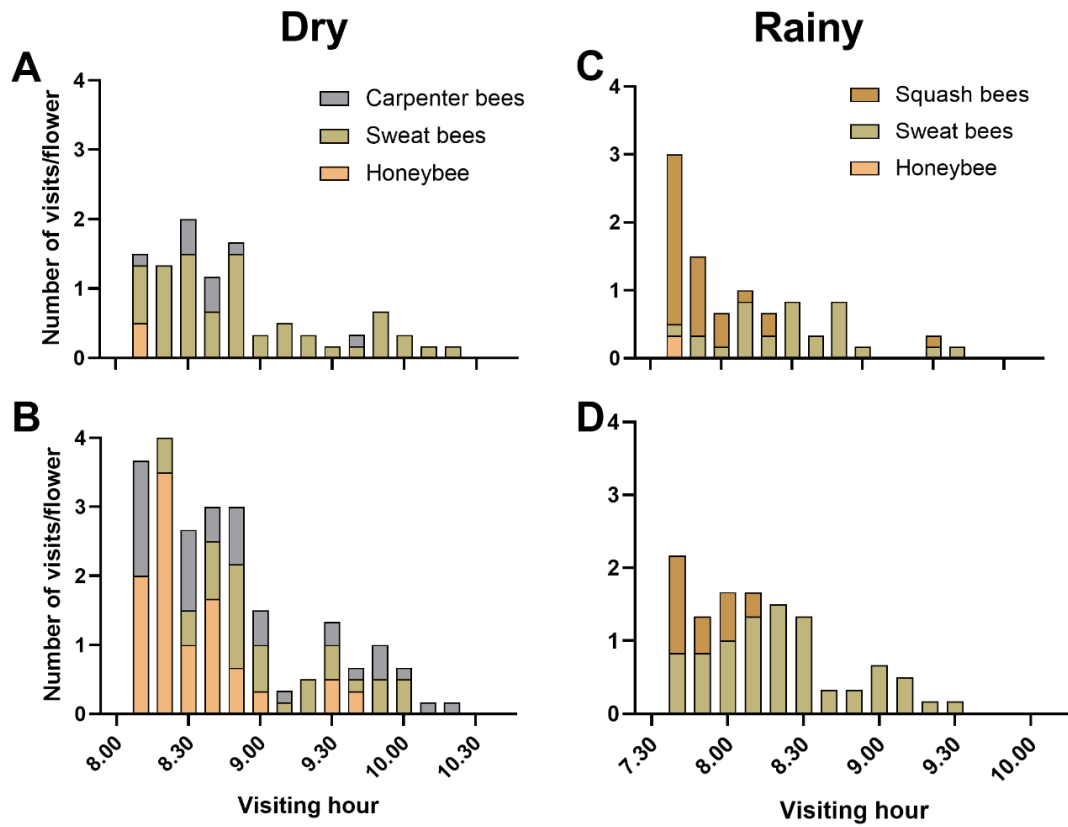 Dry
Rainy
A
4
3
2
1
0
Number of visits/flower
Carpenter bees
Sweat bees
Honeybee
C
4
3
2
1
0
Squash bees
Sweat bees
Honeybee
B
4
3
2
1
0
Number of visits/flower
8.00
8.30
9.00
9.30
10.00
10.30
Visiting hour
D
4
3
2
1
0
7.30
8.00
8.30
9.00
9.30
10.00
Visiting hour